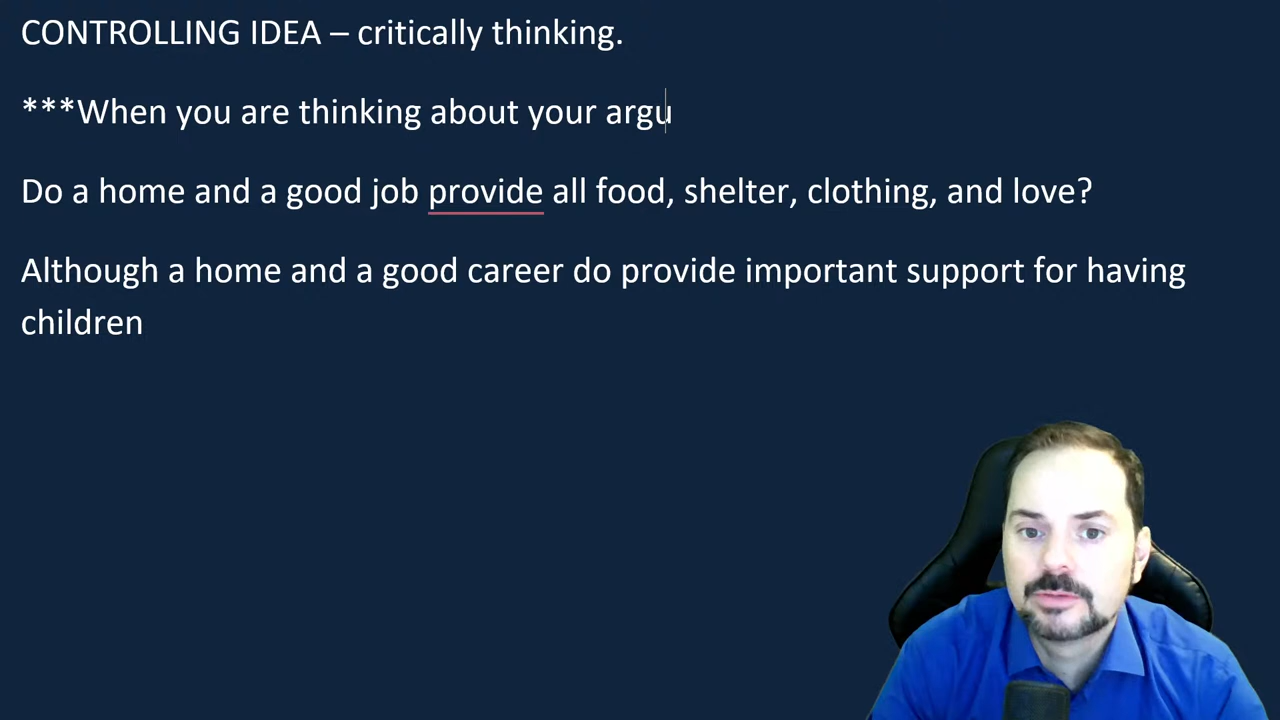 CONTROLLING IDEA – critically thinking.
***When you are thinking about your argu
Do a home and a good job provide all food, shelter, clothing, and love?
Although a home and a good career do provide important support for having
children